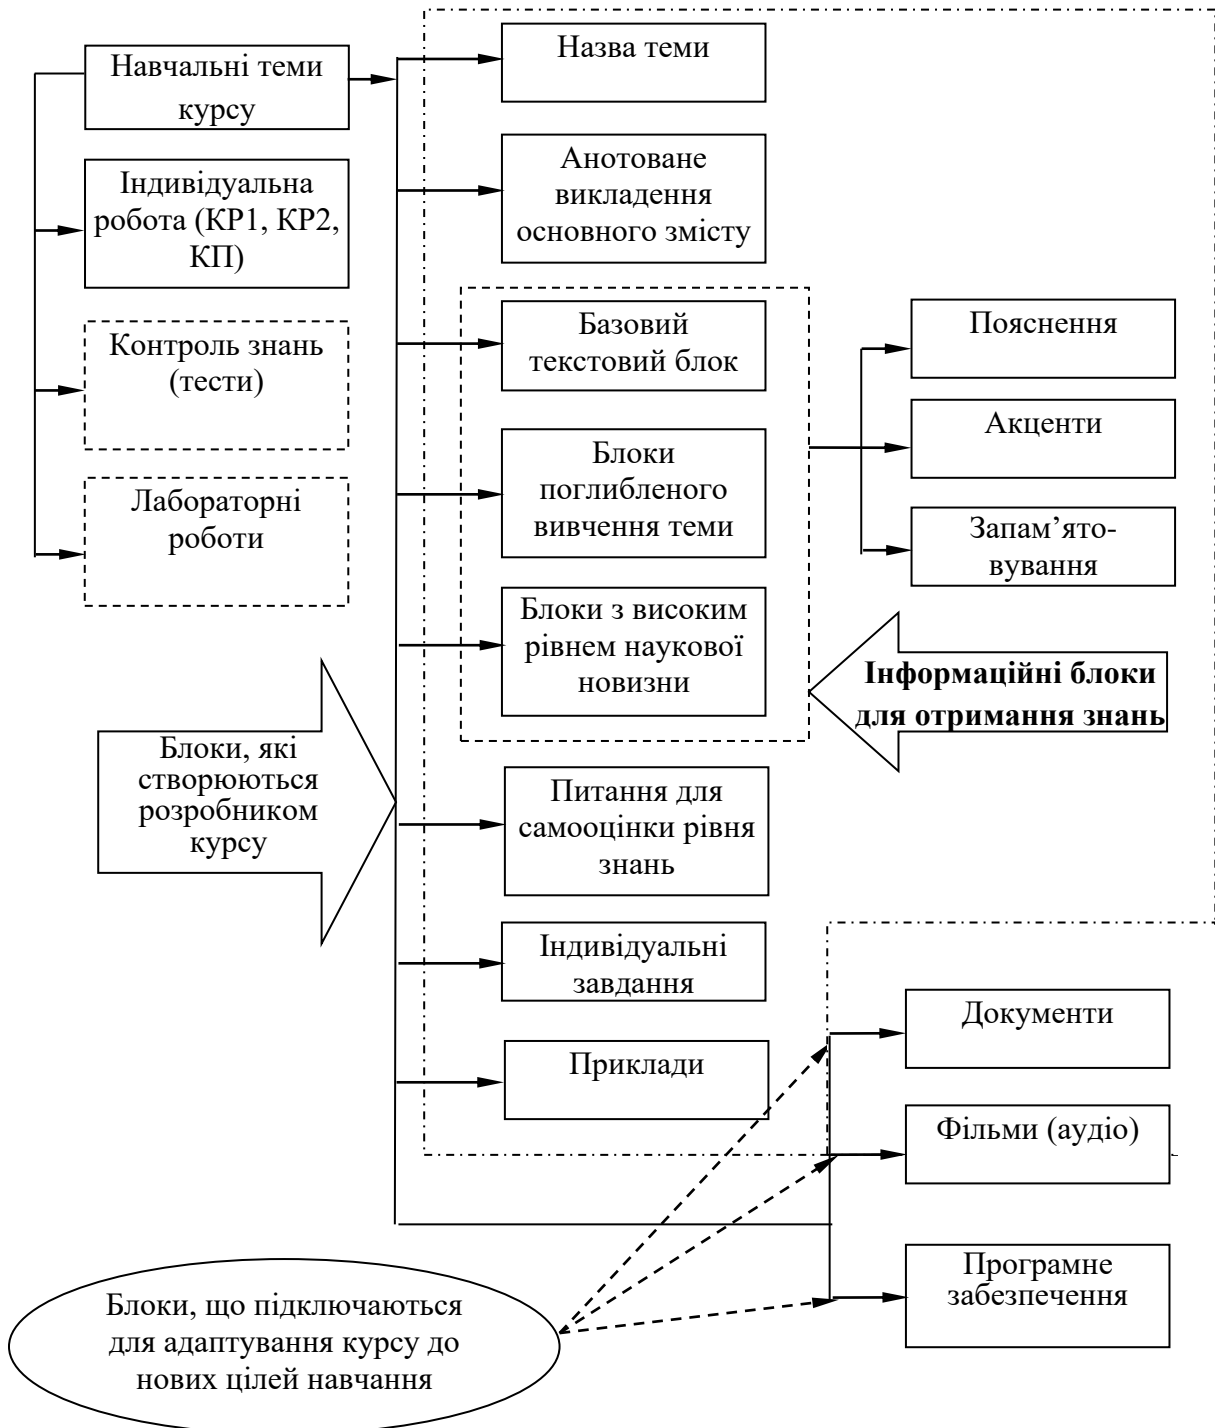 Навчальні теми
курсу
Індивідуальна
робота (КР1, КР2,
КП)
Контроль знань
(тести)
Лабораторні
роботи
Блоки, які
створюються
розробником
курсу
Назва теми
Анотоване
викладення
основного змісту
Базовий
текстовий блок
Блоки
поглибленого
вивчення теми
Блоки з високим
рівнем наукової
новизни
Питання для
самооцінки рівня
знань
Індивідуальні
завдання
Приклади
Пояснення
Акценти
Запам’ято-
вування
Інформаційні блоки
для отримання знань
Документи
Фільми (аудіо)
Програмне
забезпечення
Блоки, що підключаються
для адаптування курсу до
нових цілей навчання